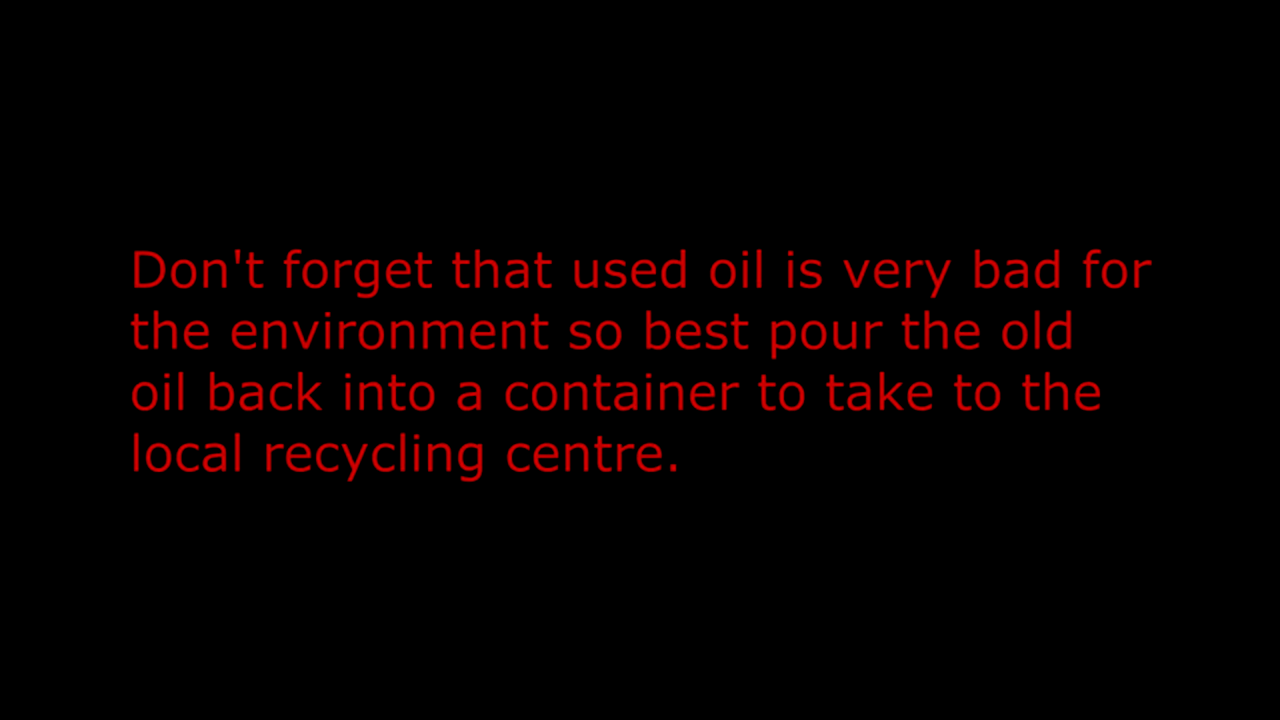 Don't forget that used oil is very bad for
the environment so best pour the old
oil back into a container to take to the
local recycling centre.